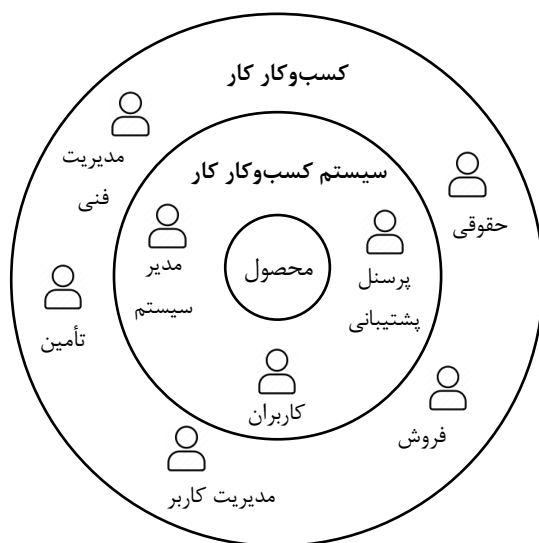 کسب‌وکار کار
مدیریت
فنی
حقوقی
سیستم کسب‌وکار کار
مدیر
سیستم
محصول
پرسنل
پشتیبانی
تأمین
کاربران
فروش
مدیریت کاربر